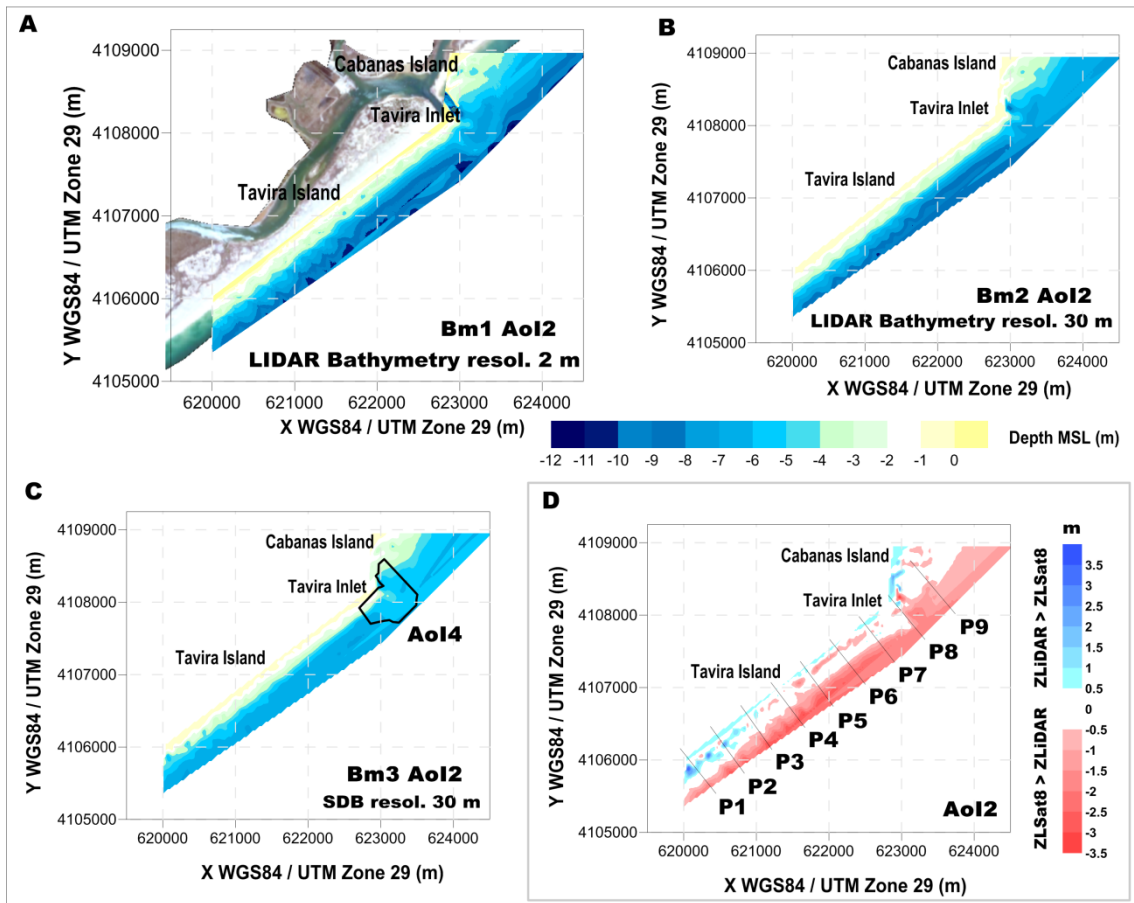 A
4109000
4108000
4107000
4106000
4105000
Y WGS84 / UTM Zone 29 (m)
Cabanas Island
Tavira Inlet
Tavira Island
Bm1 AoI2
LIDAR Bathymetry resol. 2 m
620000 621000 622000 623000 624000
X WGS84 / UTM Zone 29 (m)
B
4109000
4108000
4107000
4106000
4105000
Y WGS84 / UTM Zone 29 (m)
Cabanas Island
Tavira Inlet
Tavira Island
Bm2 AoI2
LIDAR Bathymetry resol. 30 m
620000 621000 622000 623000 624000
X WGS84 / UTM Zone 29 (m)
Depth MSL (m)
-12 -11 -10 -9 -8 -7 -6 -5 -4 -3 -2 -1 0
C
4109000
4108000
4107000
4106000
4105000
Y WGS84 / UTM Zone 29 (m)
Cabanas Island
Tavira Inlet
AoI4
Tavira Island
Bm3 AoI2
SDB resol. 30 m
620000 621000 622000 623000 624000
X WGS84 / UTM Zone 29 (m)
D
4109000
4108000
4107000
4106000
4105000
Y WGS84 / UTM Zone 29 (m)
Cabanas Island
Tavira Inlet
Tavira Island
P9
P8
P7
P6
P5
P4
P3
P2
P1
AoI2
620000 621000 622000 623000 624000
X WGS84 / UTM Zone 29 (m)
m
3.5
3
2.5
2
1.5
1
0.5
0
-0.5
-1
-1.5
-2
-2.5
-3
-3.5
ZLiDAR > ZLSat8
ZLSat8 > ZLiDAR